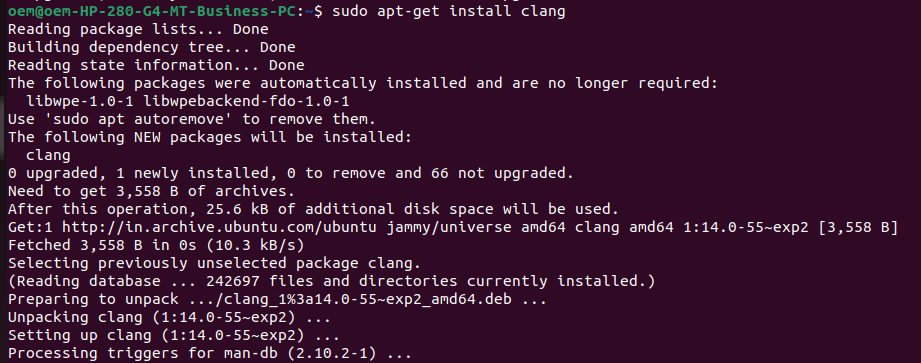 oem@oem-HP-280-G4-MT-Business-PC:~$ sudo apt-get install clang
Reading package lists... Done
Building dependency tree... Done
Reading state information... Done
The following packages were automatically installed and are no longer required:
  libwpe-1.0-1 libwpebackend-fdo-1.0-1
Use 'sudo apt autoremove' to remove them.
The following NEW packages will be installed:
  clang
0 upgraded, 1 newly installed, 0 to remove and 66 not upgraded.
Need to get 3,558 B of archives.
After this operation, 25.6 kB of additional disk space will be used.
Get:1 http://in.archive.ubuntu.com/ubuntu jammy/universe amd64 clang amd64 1:14.0-55~exp2 [3,558 B]
Fetched 3,558 B in 0s (10.3 kB/s)
Selecting previously unselected package clang.
(Reading database ... 242697 files and directories currently installed.)
Preparing to unpack .../clang_1%3a14.0-55~exp2_amd64.deb ...
Unpacking clang (1:14.0-55~exp2) ...
Setting up clang (1:14.0-55~exp2) ...
Processing triggers for man-db (2.10.2-1) ...